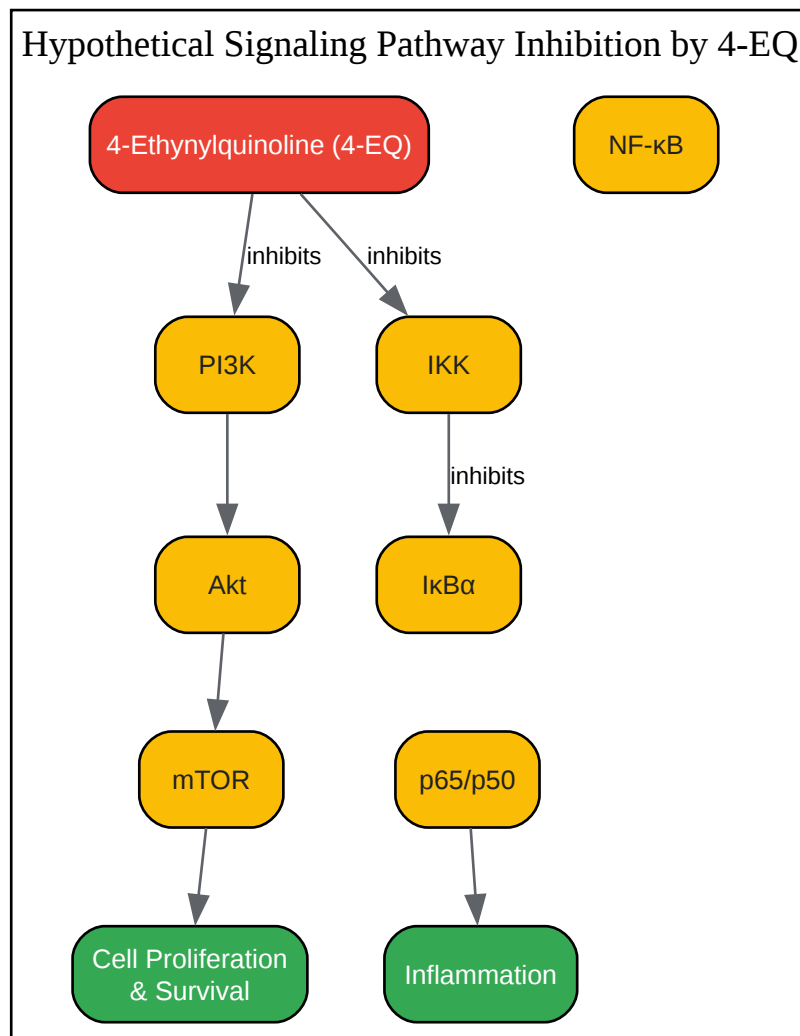 Hypothetical Signaling Pathway Inhibition by 4-EQ
4-Ethynylquinoline (4-EQ)
NF-κB
inhibits
inhibits
PI3K
IKK
inhibits
Akt
IκBα
mTOR
p65/p50
Cell Proliferation
& Survival
Inflammation